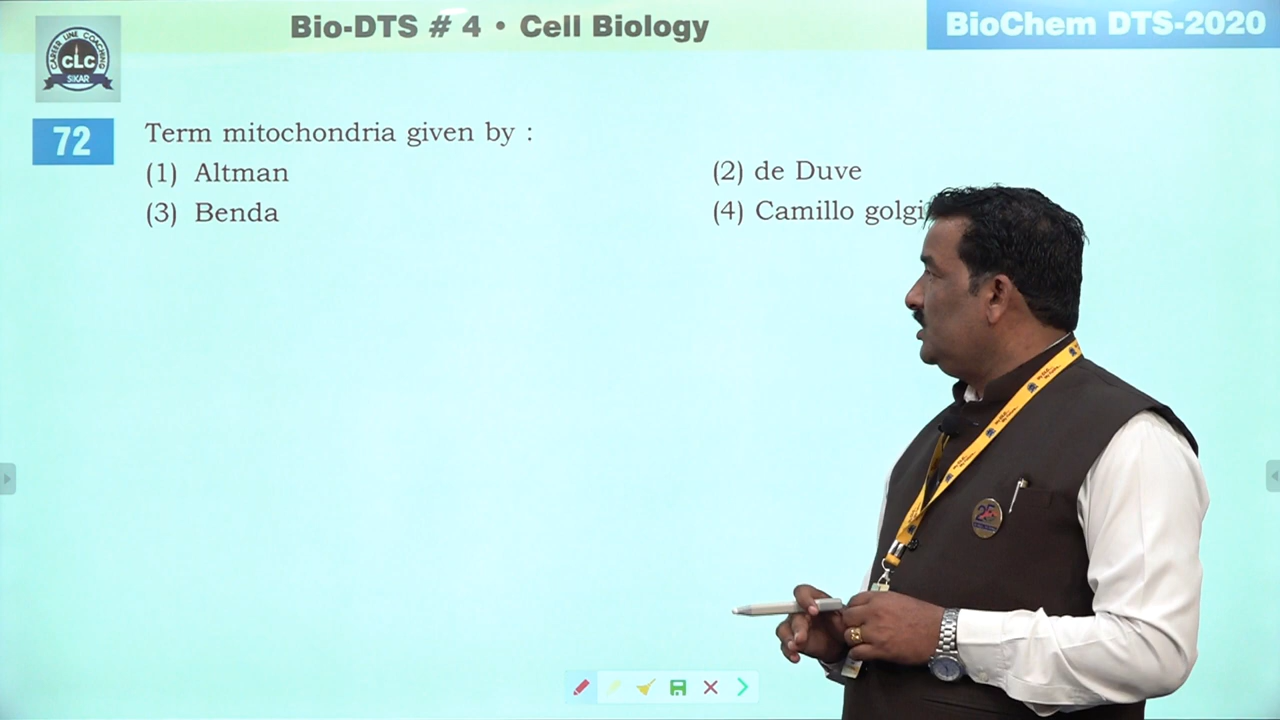 Bio-DTS # 4 • Cell Biology
BioChem DTS-2020
CAREER LINE COACHING
CLC
SIKAR
72
Term mitochondria given by :
(1) Altman
(2) de Duve
(3) Benda
(4) Camillo golgi
25